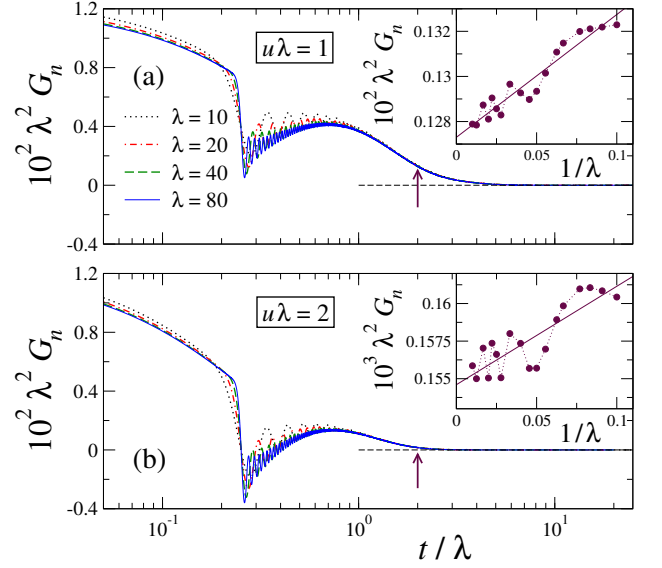 1.2
0.8
0.4
0
-0.4
10² λ² Gₙ
(a)
uλ = 1
λ = 10
λ = 20
λ = 40
λ = 80
0.132
0.13
0.128
10² λ² Gₙ
0 0.05 0.1
1/λ
1.2
0.8
0.4
0
-0.4
10² λ² Gₙ
(b)
uλ = 2
0.16
0.1575
0.155
10³ λ² Gₙ
0 0.05 0.1
1/λ
10⁻¹ 10⁰ 10¹
t / λ